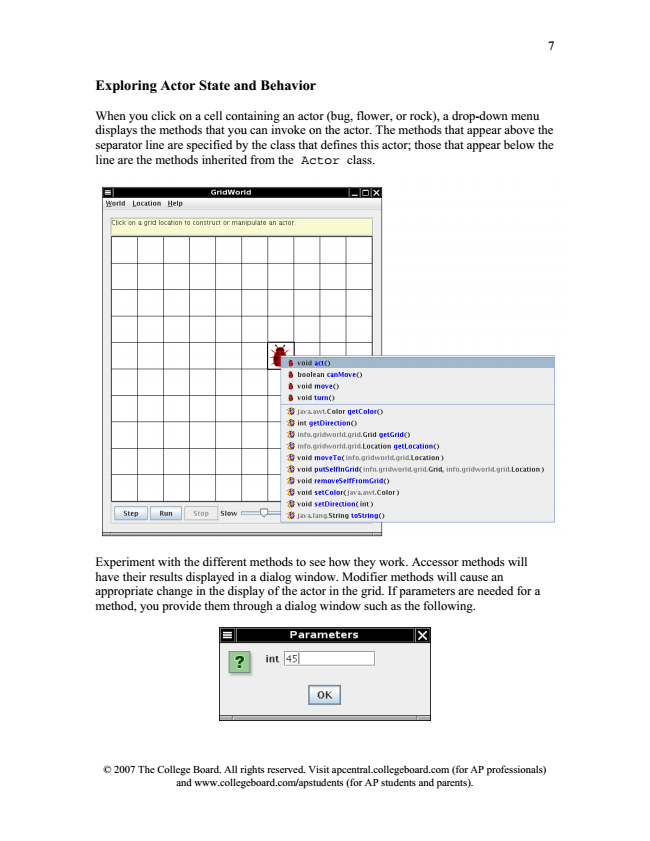 7
Exploring Actor State and Behavior
When you click on a cell containing an actor (bug, flower, or rock), a drop-down menu
displays the methods that you can invoke on the actor. The methods that appear above the
separator line are specified by the class that defines this actor; those that appear below the
line are the methods inherited from the Actor class.
GridWorld
World Location Help
Click on a grid location to construct or manipulate an actor.
void act()
boolean canMove()
void move()
void turn()
java.awt.Color getColor()
int getDirection()
info.gridworld.grid.Grid getGrid()
info.gridworld.grid.Location getLocation()
void moveTo(info.gridworld.grid.Location)
void putSelfInGrid(info.gridworld.grid.Grid, info.gridworld.grid.Location)
void removeSelfFromGrid()
void setColor(java.awt.Color)
void setDirection(int)
java.lang.String toString()
Step Run Stop Slow
Experiment with the different methods to see how they work. Accessor methods will
have their results displayed in a dialog window. Modifier methods will cause an
appropriate change in the display of the actor in the grid. If parameters are needed for a
method, you provide them through a dialog window such as the following.
Parameters
? int 45
OK
© 2007 The College Board. All rights reserved. Visit apcentral.collegeboard.com (for AP professionals)
and www.collegeboard.com/apstudents (for AP students and parents).